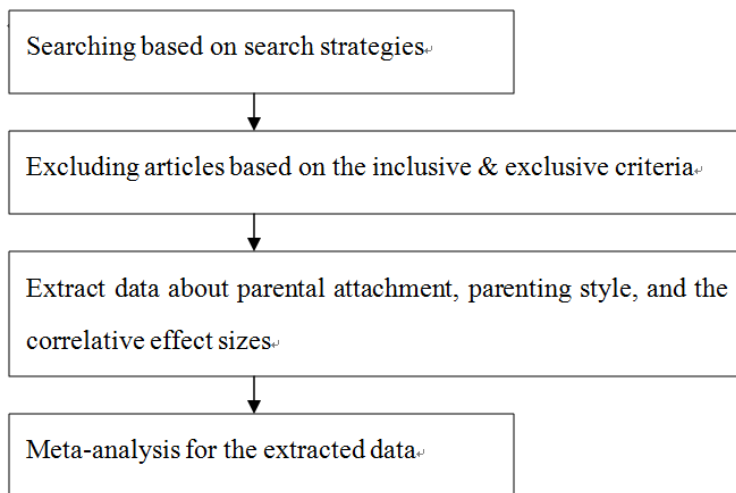 Searching based on search strategies
Excluding articles based on the inclusive & exclusive criteria
Extract data about parental attachment, parenting style, and the
correlative effect sizes
Meta-analysis for the extracted data